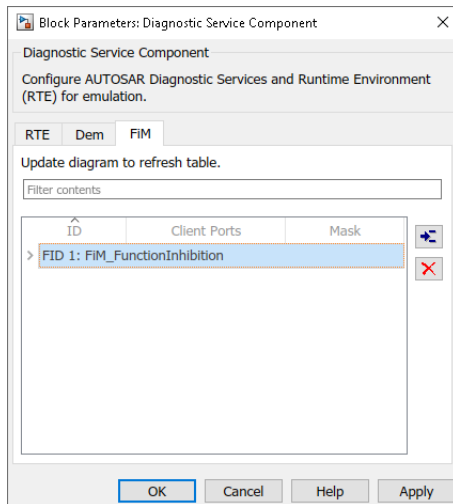 Block Parameters: Diagnostic Service Component
Diagnostic Service Component
Configure AUTOSAR Diagnostic Services and Runtime Environment
(RTE) for emulation.
RTE Dem FiM
Update diagram to refresh table.
Filter contents
ID Client Ports Mask
FID 1: FiM_FunctionInhibition
OK Cancel Help Apply